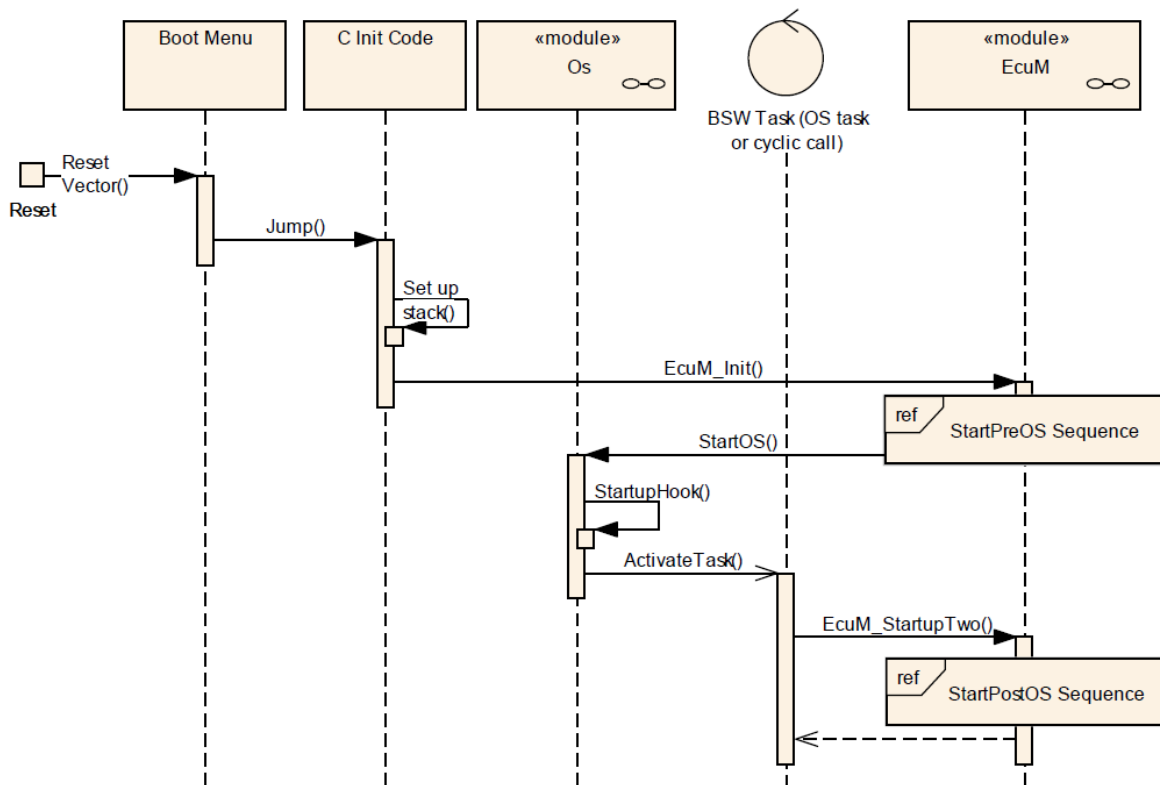 Boot Menu
C Init Code
«module»
Os
BSW Task (OS task
or cyclic call)
«module»
EcuM
Reset
Vector()
Reset
Jump()
Set up
stack()
EcuM_Init()
ref
StartPreOS Sequence
StartOS()
StartupHook()
ActivateTask()
EcuM_StartupTwo()
ref
StartPostOS Sequence